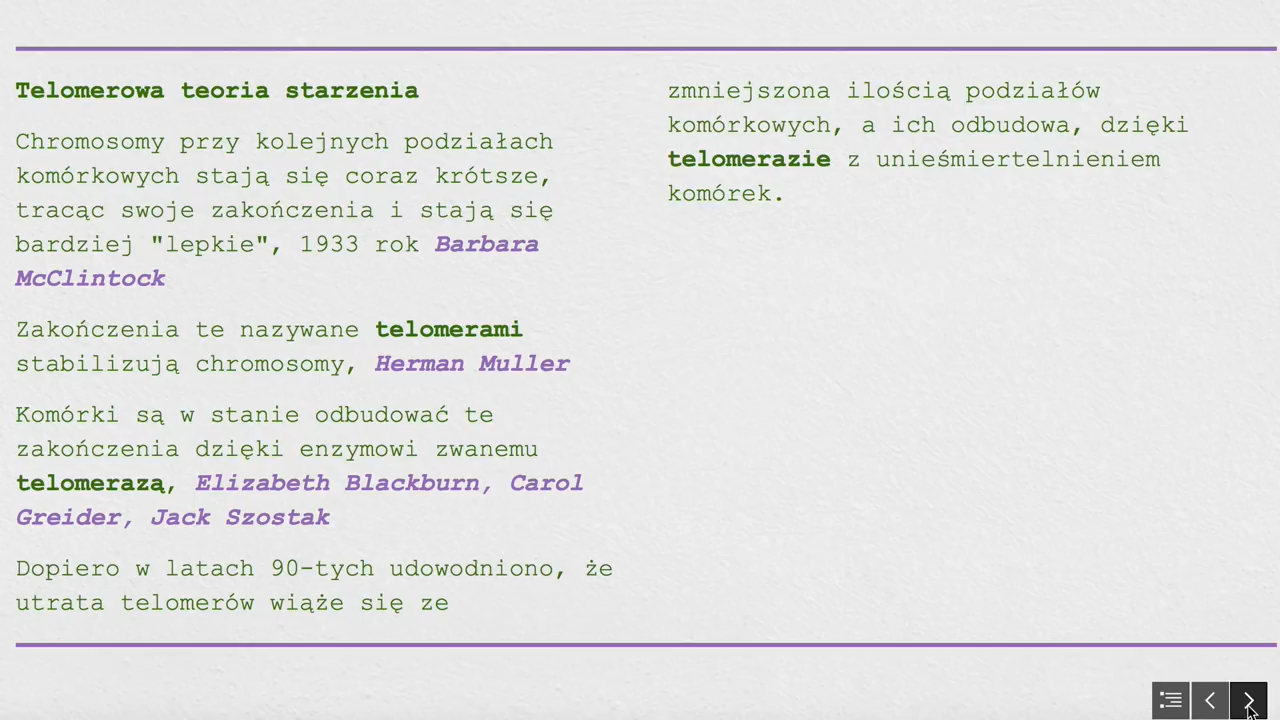 Telomerowa teoria starzenia
Chromosomy przy kolejnych podziałach
komórkowych stają się coraz krótsze,
tracąc swoje zakończenia i stają się
bardziej "lepkie", 1933 rok Barbara
McClintock
Zakończenia te nazywane telomerami
stabilizują chromosomy, Herman Muller
Komórki są w stanie odbudować te
zakończenia dzięki enzymowi zwanemu
telomerazą, Elizabeth Blackburn, Carol
Greider, Jack Szostak
Dopiero w latach 90-tych udowodniono, że
utrata telomerów wiąże się ze
zmniejszona ilością podziałów
komórkowych, a ich odbudowa, dzięki
telomerazie z unieśmiertelnieniem
komórek.